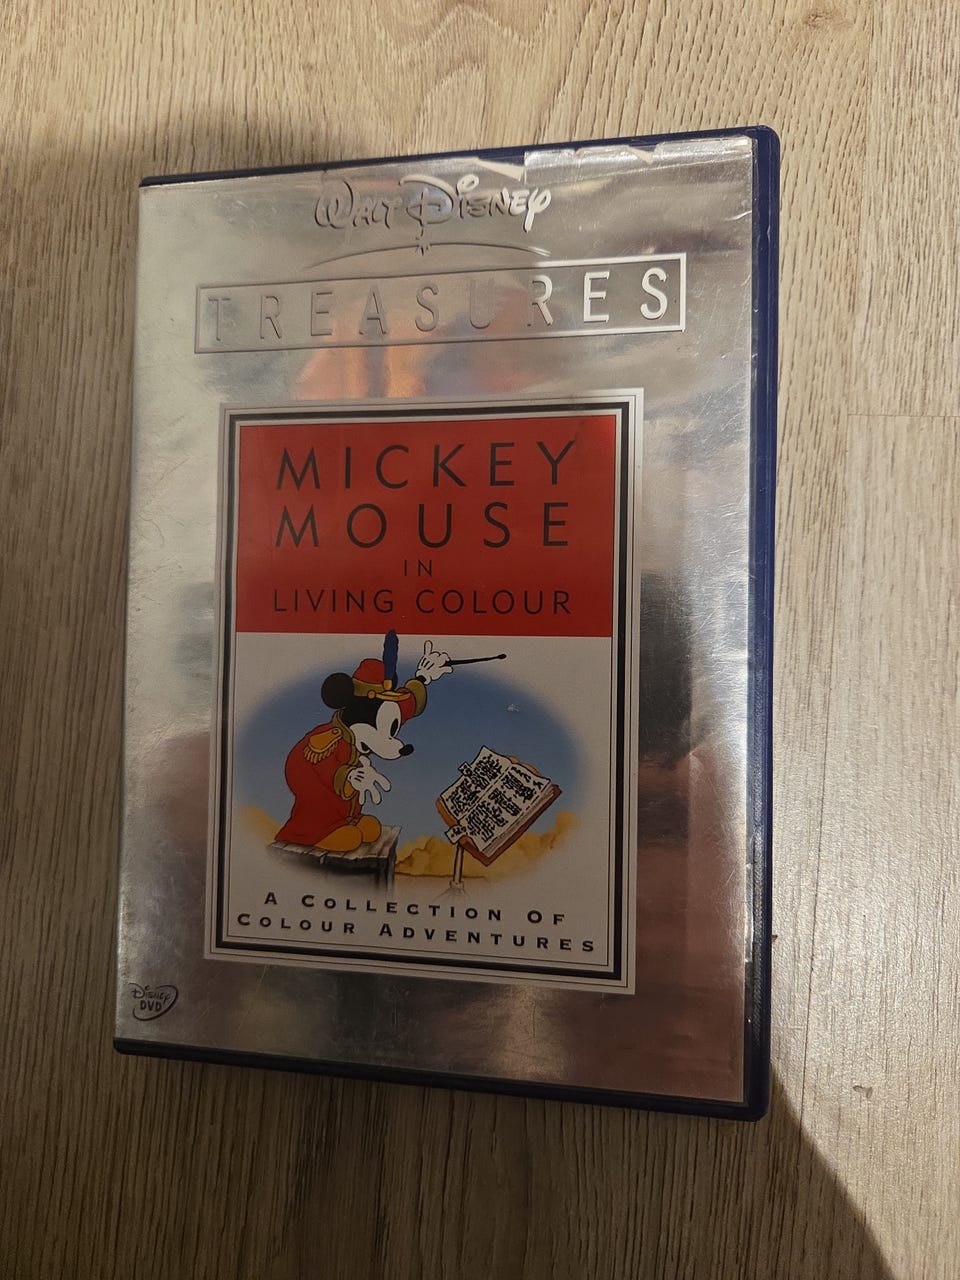 WALT DISNEY
TREASURES
MICKEY
MOUSE
IN
LIVING COLOUR
A COLLECTION OF
COLOUR ADVENTURES
DISNEY
DVD